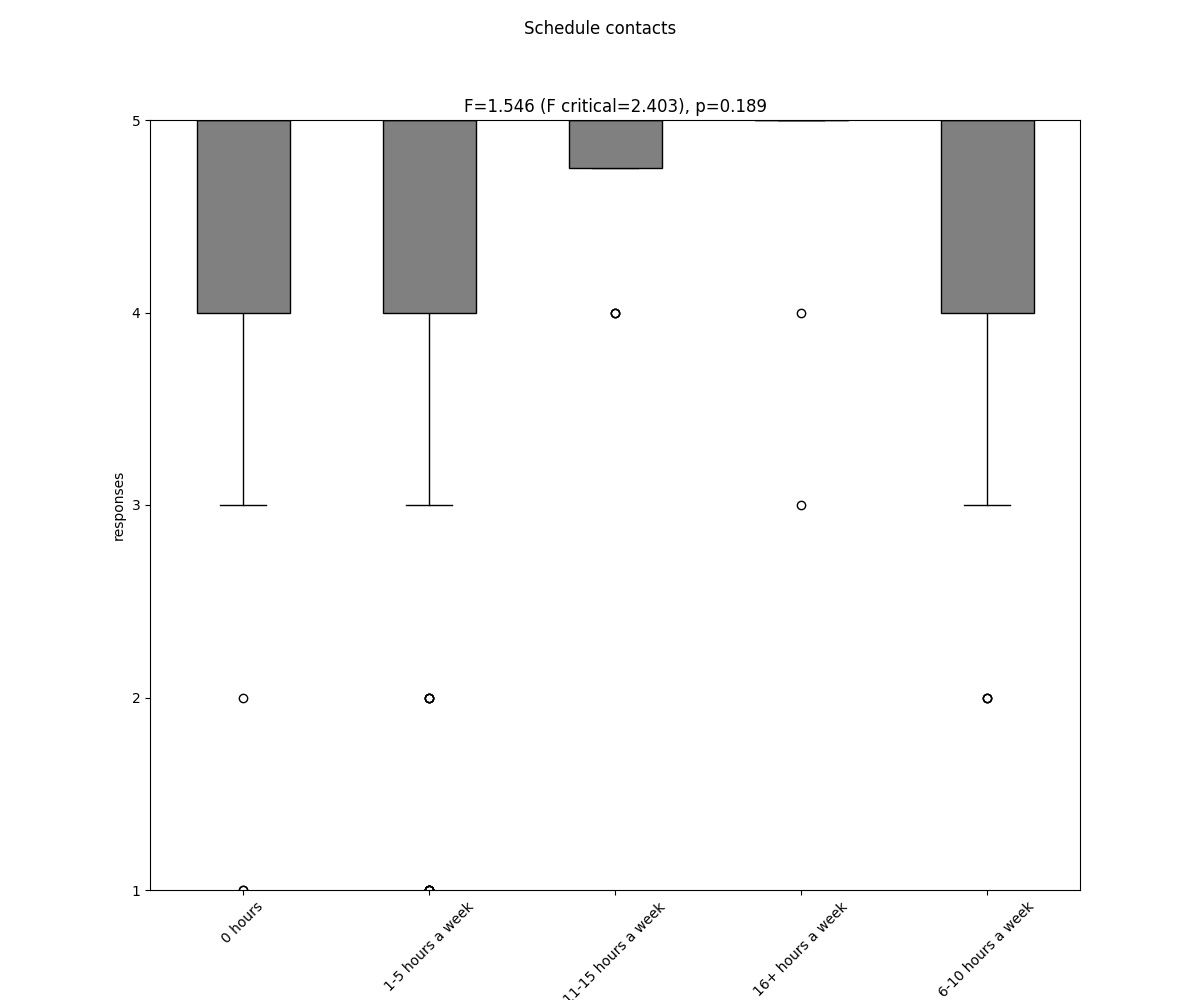 Schedule contacts
F=1.546 (F critical=2.403), p=0.189
5
4
3
2
1
responses
0 hours
1-5 hours a week
11-15 hours a week
16+ hours a week
6-10 hours a week